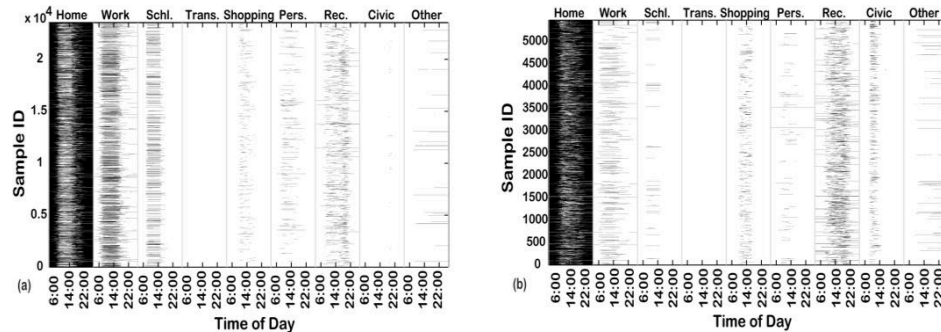 Home Work Schl. Trans. Shopping Pers. Rec. Civic Other
x 10^4
2
1.5
1
0.5
0
Sample ID
(a)
6:00 14:00 22:00 6:00 14:00 22:00 6:00 14:00 22:00 6:00 14:00 22:00 6:00 14:00 22:00 6:00 14:00 22:00 6:00 14:00 22:00 6:00 14:00 22:00 6:00 14:00 22:00
Time of Day
Home Work Schl. Trans. Shopping Pers. Rec. Civic Other
5000
4500
4000
3500
3000
2500
2000
1500
1000
500
0
Sample ID
(b)
6:00 14:00 22:00 6:00 14:00 22:00 6:00 14:00 22:00 6:00 14:00 22:00 6:00 14:00 22:00 6:00 14:00 22:00 6:00 14:00 22:00 6:00 14:00 22:00 6:00 14:00 22:00
Time of Day